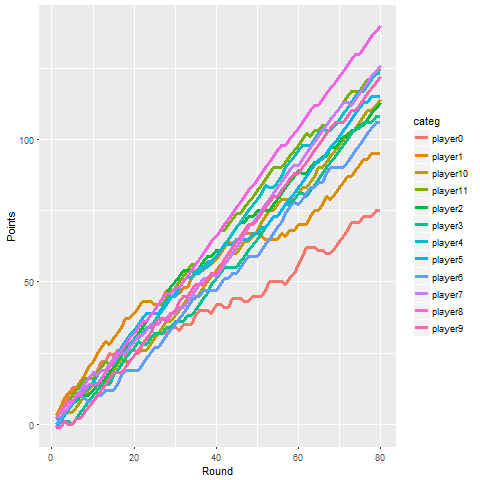 100
50
0
Points
0
20
40
60
80
Round
categ
player0
player1
player10
player11
player2
player3
player4
player5
player6
player7
player8
player9